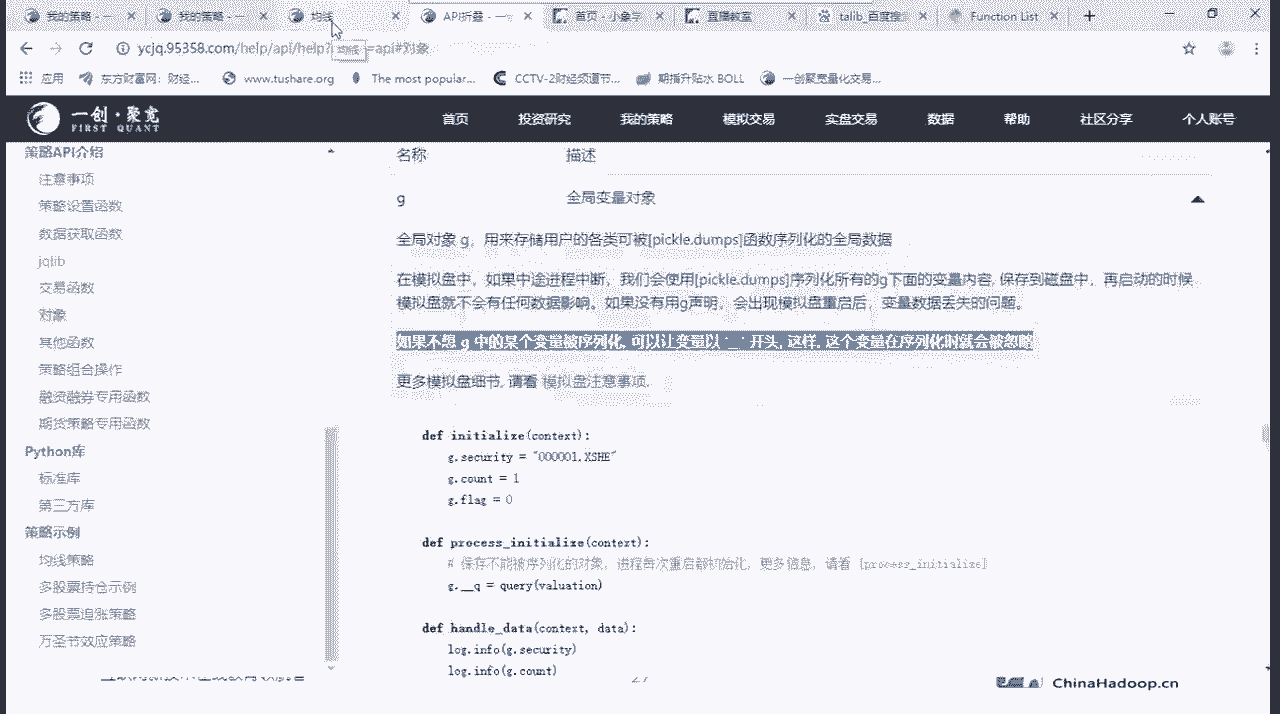 我的策略 - 一
我的策略 - 一
均线
API折叠 - 一
首页 - 小象学
直播教室
talib_百度搜
Function List
ycjq.95358.com/help/api/help?
=api#对象
均线
应用
东方财富网：财经...
www.tushare.org
The most popular...
CCTV-2财经频道节...
期指升贴水 BOLL
一创聚宽量化交易...
一创·聚宽
FIRST QUANT
首页
投资研究
我的策略
模拟交易
实盘交易
数据
帮助
社区分享
个人账号
策略API介绍
注意事项
策略设置函数
数据获取函数
jqlib
交易函数
对象
其他函数
策略组合操作
融资融券专用函数
期货策略专用函数
Python库
标准库
第三方库
策略示例
均线策略
多股票持仓示例
多股票追涨策略
万圣节效应策略
名称 描述
g 全局变量对象
全局对象 g，用来存储用户的各类可被[pickle.dumps]函数序列化的全局数据
在模拟盘中，如果中途进程中断，我们会使用[pickle.dumps]序列化所有的g下面的变量内容, 保存到磁盘中，再启动的时候
模拟盘就不会有任何数据影响。如果没有用g声明，会出现模拟盘重启后，变量数据丢失的问题。
如果不想 g 中的某个变量被序列化, 可以让变量以 '__' 开头, 这样, 这个变量在序列化时就会被忽略
更多模拟盘细节, 请看 模拟盘注意事项.
def initialize(context):
g.security = "000001.XSHE"
g.count = 1
g.flag = 0
def process_initialize(context):
# 保存不能被序列化的对象，进程每次重启都初始化，更多信息，请看 [process_initialize]
g.__q = query(valuation)
def handle_data(context, data):
log.info(g.security)
log.info(g.count)
27
ChinaHadoop.cn